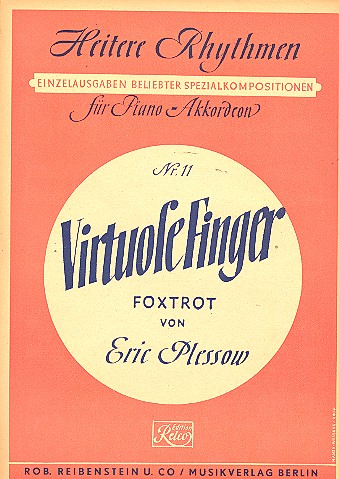 Heitere Rhythmen
EINZELAUSGABEN BELIEBTER SPEZIALKOMPOSITIONEN
für Piano-Akkordeon
Nr. 11
Virtuose Finger
FOXTROT
VON
Eric Plessow
Edition
Reco
ROB. REIBENSTEIN U. CO / MUSIKVERLAG BERLIN